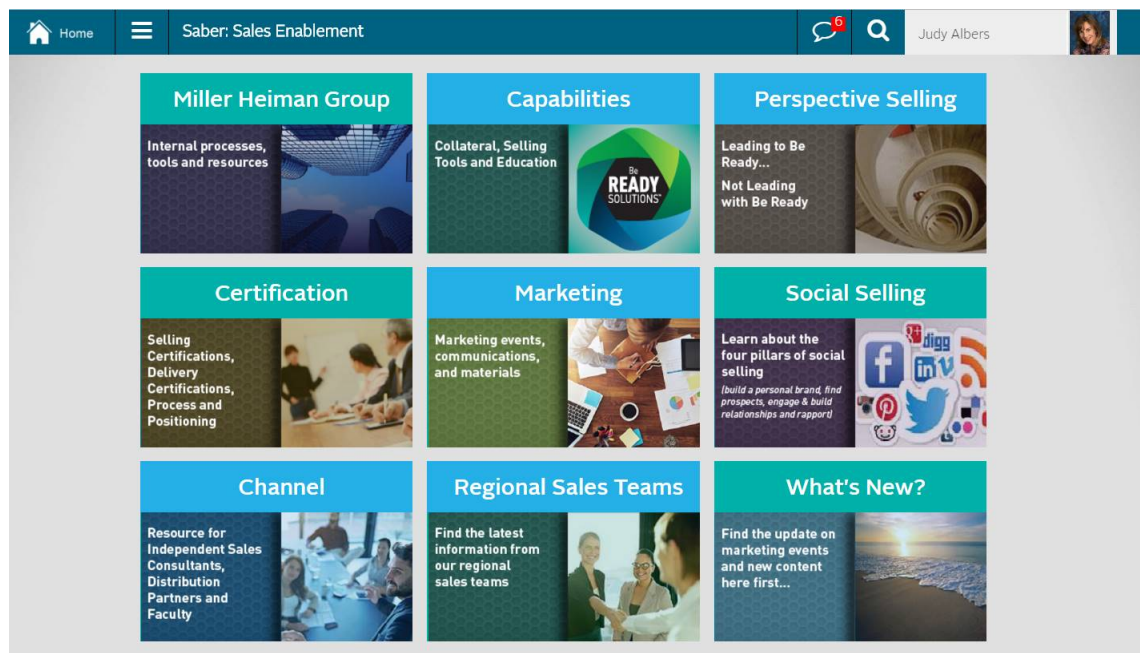 Home
Saber: Sales Enablement
6
Judy Albers
Miller Heiman Group
Internal processes,
tools and resources
Capabilities
Collateral, Selling
Tools and Education
Be
READY
SOLUTIONS™
Perspective Selling
Leading to Be
Ready...
Not Leading
with Be Ready
Certification
Selling
Certifications,
Delivery
Certifications,
Process and
Positioning
Marketing
Marketing events,
communications,
and materials
Social Selling
Learn about the
four pillars of social
selling
(build a personal brand, find
prospects, engage & build
relationships and rapport)
digg
in
Channel
Resource for
Independent Sales
Consultants,
Distribution
Partners and
Faculty
Regional Sales Teams
Find the latest
information from
our regional
sales teams
What's New?
Find the update on
marketing events
and new content
here first...